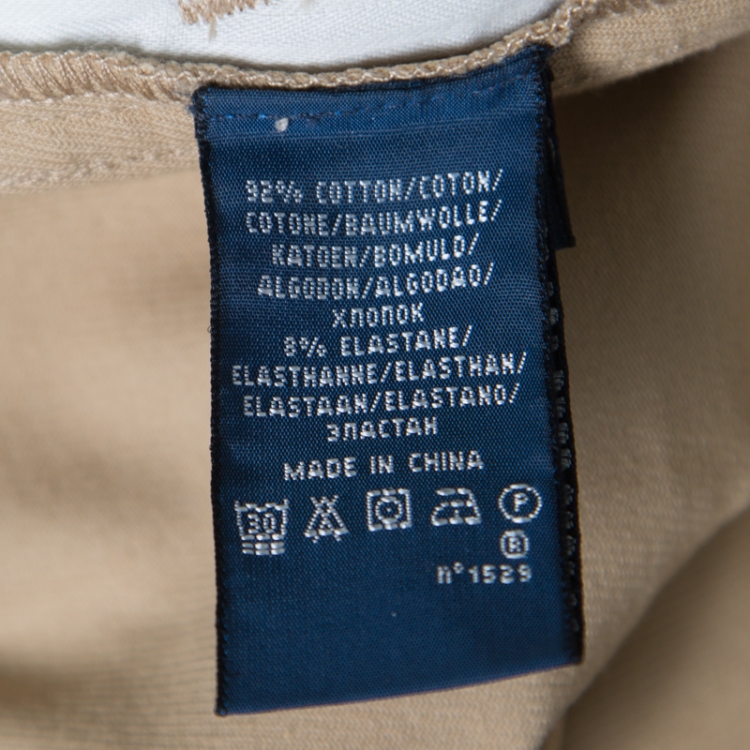 92% COTTON/COTON/
COTONE/BAUMWOLLE/
KATOEN/BOMULD/
ALGODON/ALGODAO/
ХЛОПОК
8% ELASTANE/
ELASTHANNE/ELASTHAN/
ELASTAAN/ELASTANO/
ЭЛАСТАН
MADE IN CHINA
30 P
R
n°1529